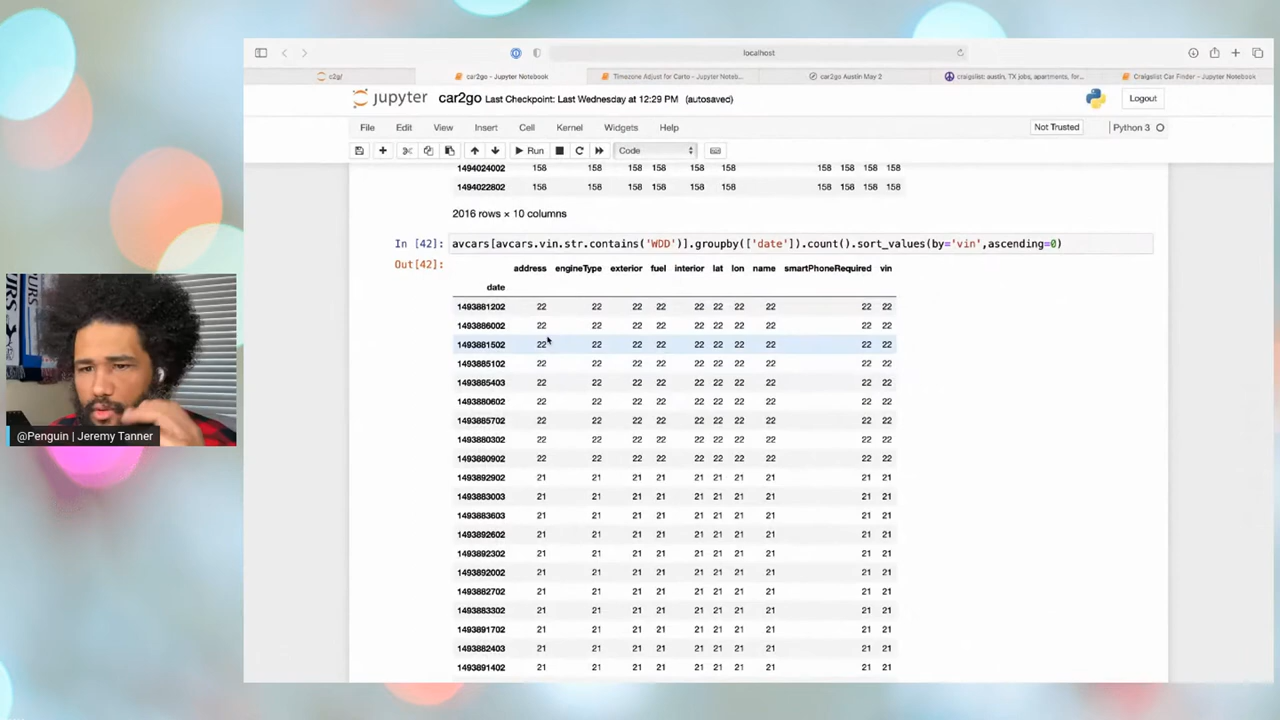 localhost
c2g/
car2go - Jupyter Notebook
Timezone Adjust for Carto - Jupyter Noteb...
car2go Austin May 2
craigslist: austin, TX jobs, apartments, for...
Craigslist Car Finder - Jupyter Notebook
jupyter car2go Last Checkpoint: Last Wednesday at 12:29 PM (autosaved)
Logout
File Edit View Insert Cell Kernel Widgets Help
Not Trusted
Python 3
Run
Code
1494024002 158 158 158 158 158 158 158 158 158 158
1494022802 158 158 158 158 158 158 158 158 158 158
2016 rows × 10 columns
In [42]: avcars[avcars.vin.str.contains('WDD')].groupby(['date']).count().sort_values(by='vin',ascending=0)
Out[42]:
address engineType exterior fuel interior lat lon name smartPhoneRequired vin
date
1493881202 22 22 22 22 22 22 22 22 22 22
1493886002 22 22 22 22 22 22 22 22 22 22
1493881502 22 22 22 22 22 22 22 22 22 22
1493885102 22 22 22 22 22 22 22 22 22 22
1493885403 22 22 22 22 22 22 22 22 22 22
1493880602 22 22 22 22 22 22 22 22 22 22
1493885702 22 22 22 22 22 22 22 22 22 22
1493880302 22 22 22 22 22 22 22 22 22 22
1493880902 22 22 22 22 22 22 22 22 22 22
1493892902 21 21 21 21 21 21 21 21 21 21
1493883003 21 21 21 21 21 21 21 21 21 21
1493883603 21 21 21 21 21 21 21 21 21 21
1493892602 21 21 21 21 21 21 21 21 21 21
1493892302 21 21 21 21 21 21 21 21 21 21
1493892002 21 21 21 21 21 21 21 21 21 21
1493882702 21 21 21 21 21 21 21 21 21 21
1493883302 21 21 21 21 21 21 21 21 21 21
1493891702 21 21 21 21 21 21 21 21 21 21
1493882403 21 21 21 21 21 21 21 21 21 21
1493891402 21 21 21 21 21 21 21 21 21 21
@Penguin | Jeremy Tanner